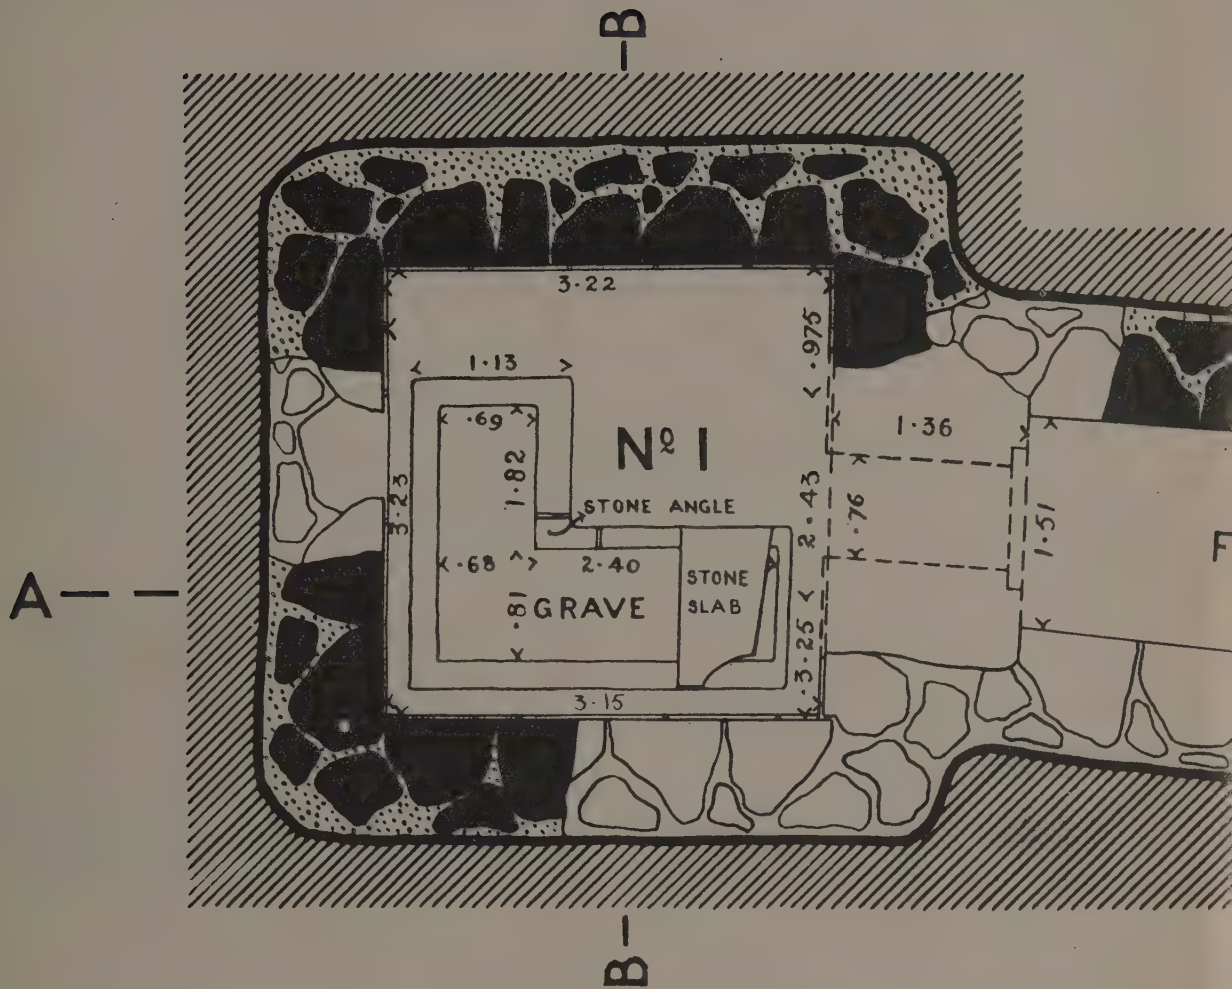 B
3·22
·975
1·13
·69
1·36
Nº 1
1·82
3·23
STONE ANGLE
2·43
·76
1·51
F
·68
2·40
STONE
SLAB
A
·81
GRAVE
3·25
3·15
B